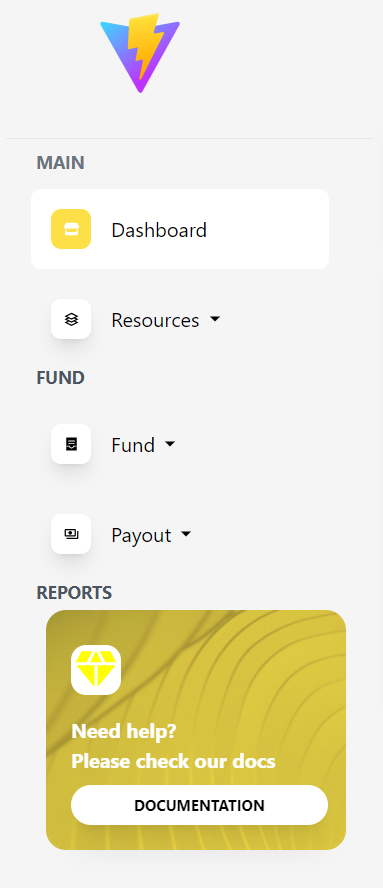 MAIN
Dashboard
Resources
FUND
Fund
Payout
REPORTS
Need help?
Please check our docs
DOCUMENTATION